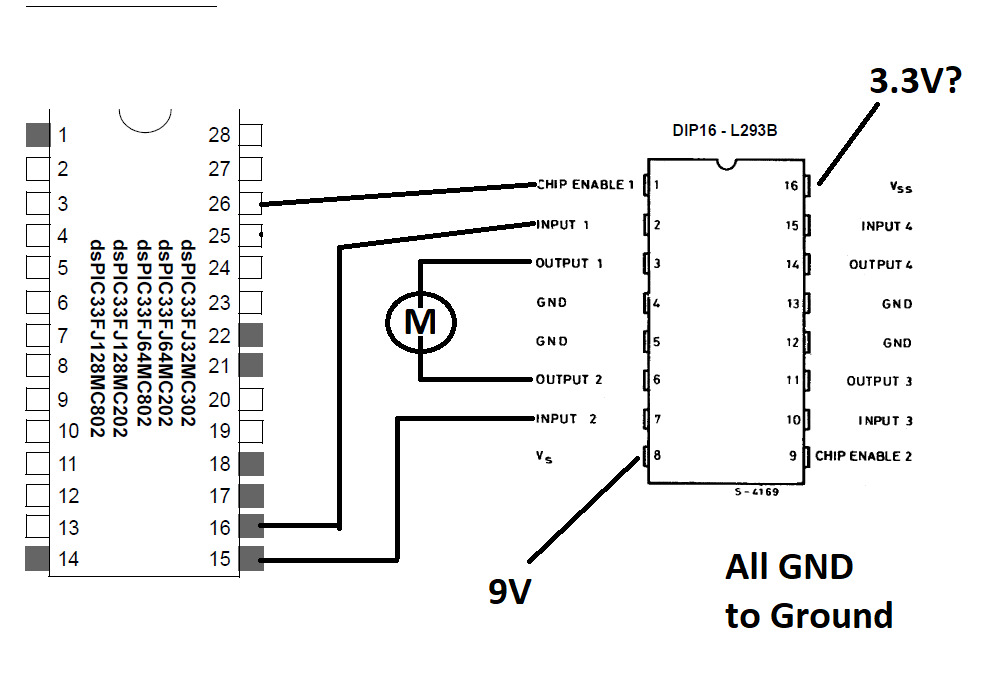 3.3V?
DIP16 - L293B
1
2
3
4
5
6
7
8
9
10
11
12
13
14
28
27
26
25
24
23
22
21
20
19
18
17
16
15
dsPIC33FJ32MC302
dsPIC33FJ64MC202
dsPIC33FJ64MC802
dsPIC33FJ128MC202
dsPIC33FJ128MC802
M
CHIP ENABLE 1
INPUT 1
OUTPUT 1
GND
GND
OUTPUT 2
INPUT 2
Vs
1
2
3
4
5
6
7
8
16
15
14
13
12
11
10
9
Vss
INPUT 4
OUTPUT 4
GND
GND
OUTPUT 3
INPUT 3
CHIP ENABLE 2
S-4169
9V
All GND
to Ground